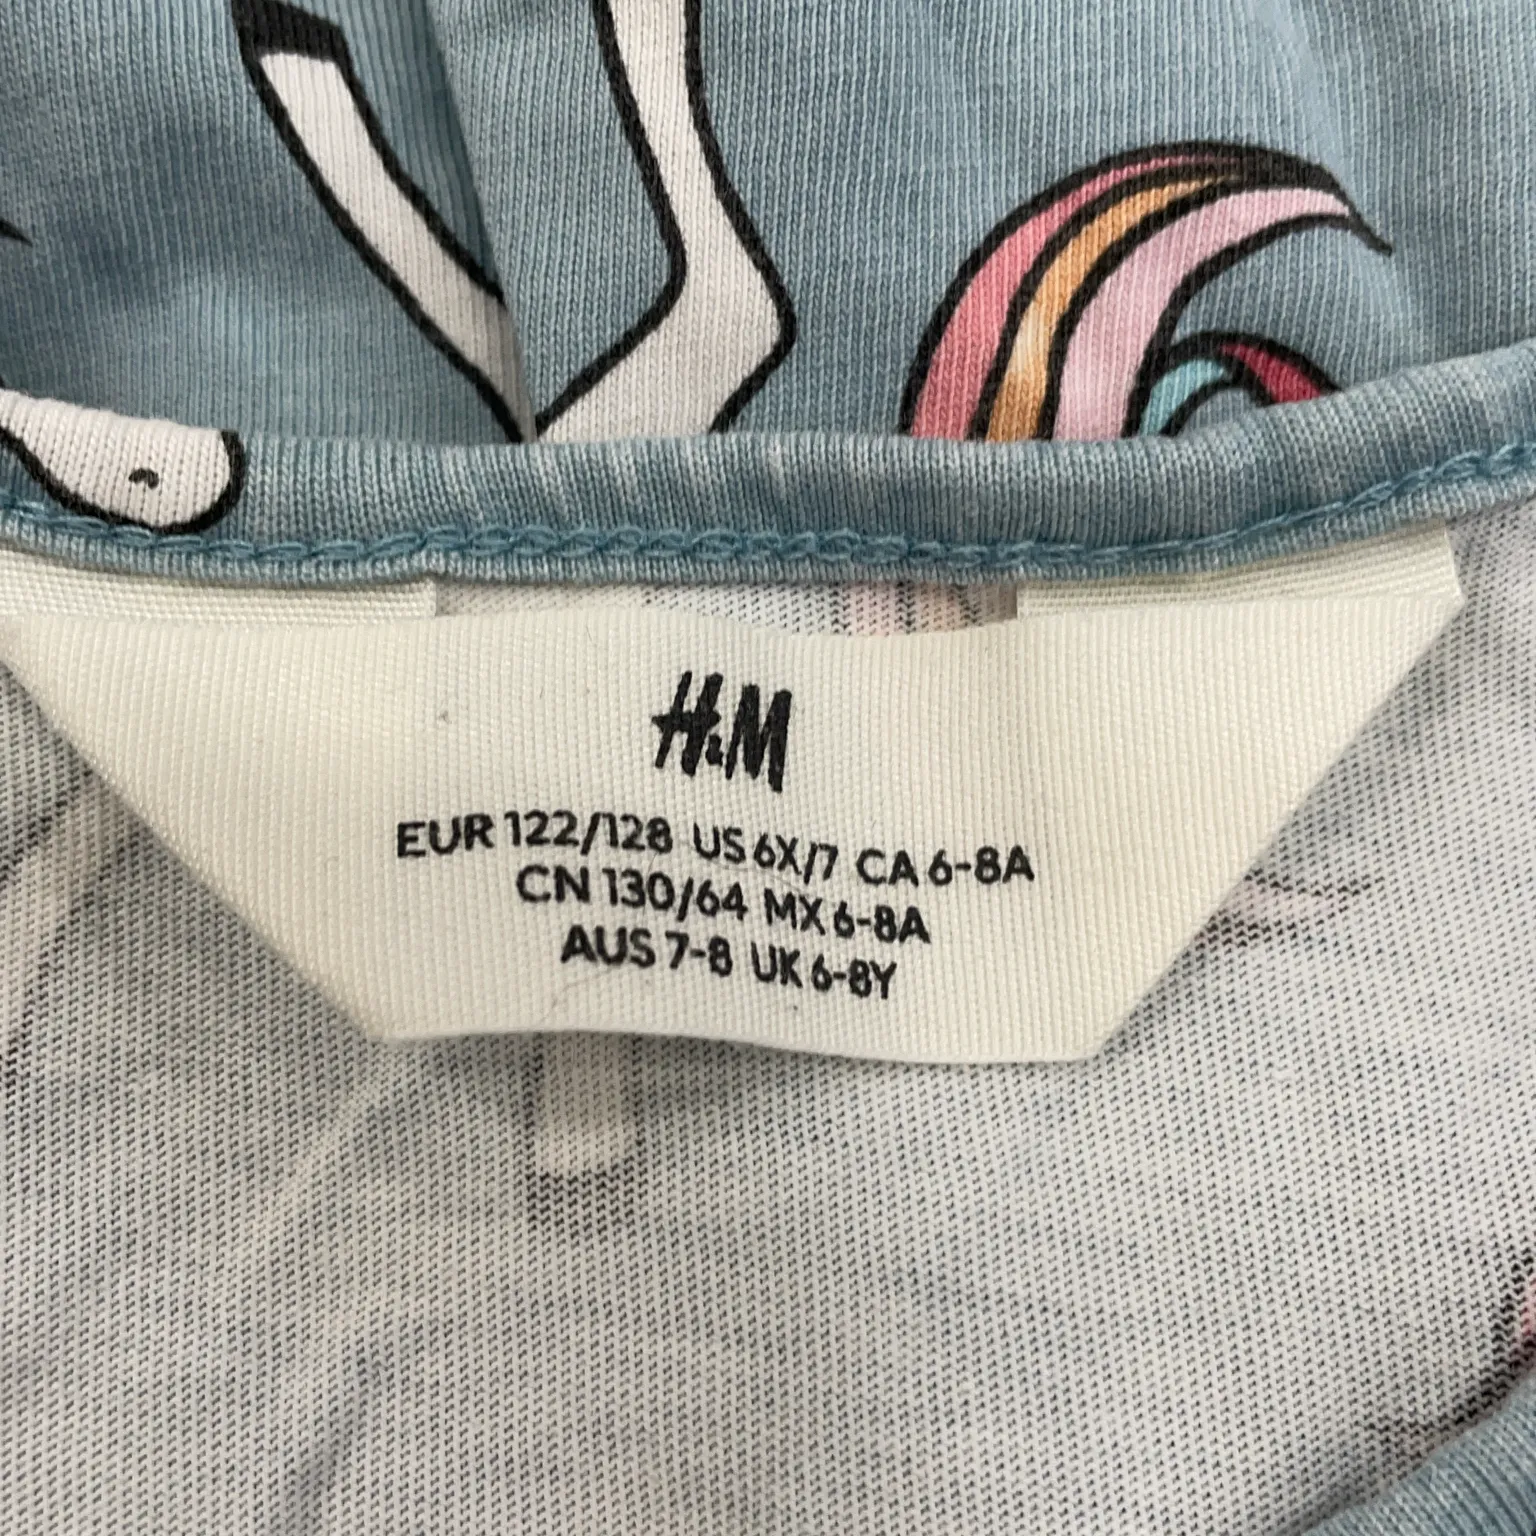 H&M
EUR 122/128 US 6X/7 CA 6-8A
CN 130/64 MX 6-8A
AUS 7-8 UK 6-8Y